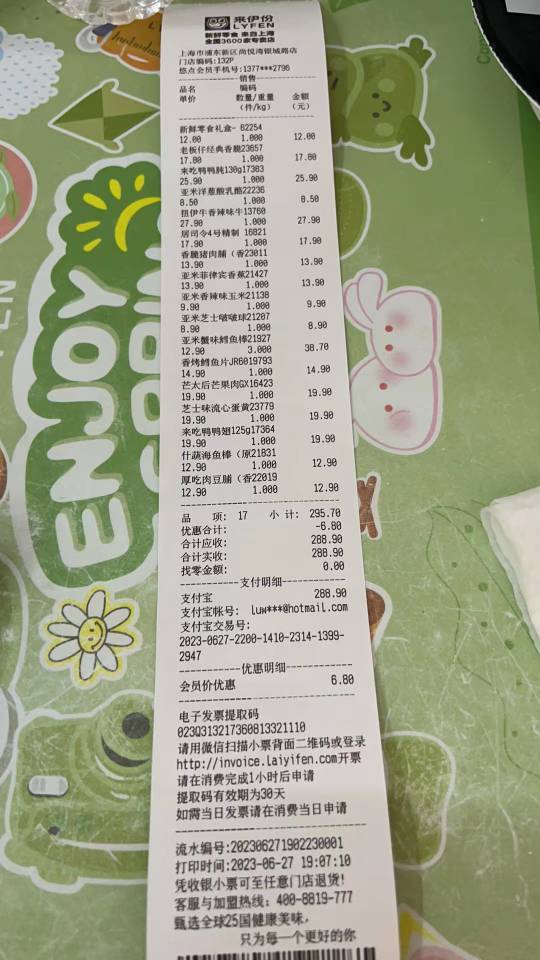 来伊份
LYFEN
新鲜零食 来自上海
全国3600家专卖店
上海市浦东新区尚悦湾银城路店
门店编码:132P
悠点会员手机号:1377***2796
销售
品名 编码
单价 数量/重量 金额
(件/kg) (元)
新鲜零食礼盒- 62254
12.00 1.000 12.00
老板仔经典香脆23657
17.80 1.000 17.80
来吃鸭鸭肫130g17363
25.90 1.000 25.90
亚米洋葱酸乳酪22236
8.50 1.000 8.50
扭伊牛香辣味牛13760
27.90 1.000 27.90
居司令4号精制 16821
17.90 1.000 17.90
香脆猪肉脯（香23011
13.90 1.000 13.90
亚米菲律宾香蕉21427
13.90 1.000 13.90
亚米香辣味玉米21138
9.90 1.000 9.90
亚米芝士啵啵球21207
8.90 1.000 8.90
亚米蟹味鳕鱼棒21927
12.90 3.000 38.70
香烤鳕鱼片JR6019793
14.90 1.000 14.90
芒太后芒果肉GX16423
19.90 1.000 19.90
芝士味流心蛋黄23779
19.90 1.000 19.90
来吃鸭鸭翅125g17364
19.90 1.000 19.90
什蔬海鱼棒（原21831
12.90 1.000 12.90
厚吃肉豆脯（香22019
12.90 1.000 12.90
品 项: 17 小 计: 295.70
优惠合计: -6.80
合计应收: 288.90
合计实收: 288.90
找零金额: 0.00
支付明细
支付宝 288.90
支付宝帐号: luw***@hotmail.com
支付宝交易号:
2023-0627-2200-1410-2314-1399-
2947
优惠明细
会员价优惠 6.80
电子发票提取码
0230313217360813321110
请用微信扫描小票背面二维码或登录
http://invoice.laiyifen.com开票
请在消费完成1小时后申请
提取码有效期为30天
如需当日发票请在消费当日申请
流水编号:202306271902230001
打印时间:2023-06-27 19:07:10
凭收银小票可至任意门店退货!
客服与加盟热线: 400-8819-777
甄选全球25国健康美味,
只为每一个更好的你
ENJOY